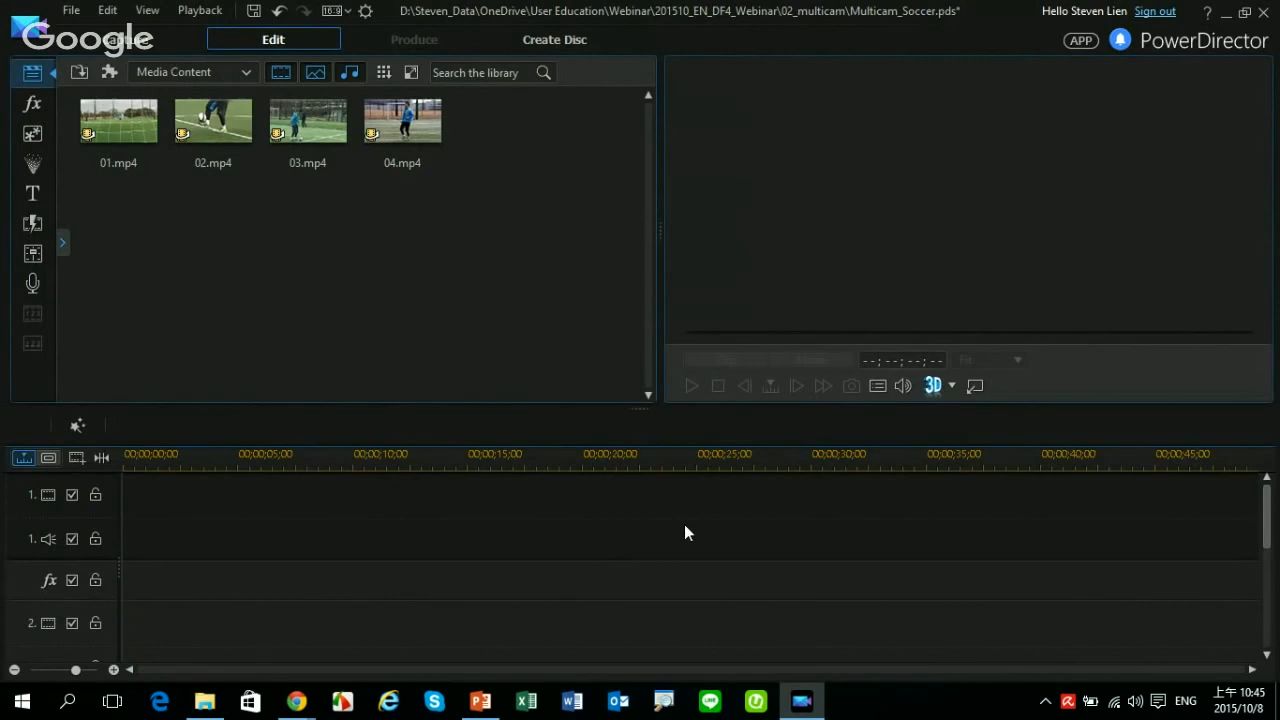 File Edit View Playback 16:9 D:\Steven_Data\OneDrive\User Education\Webinar\201510_EN_DF4_Webinar\02_multicam\Multicam_Soccer.pds* Hello Steven Lien Sign out ?
Google
Edit Produce Create Disc APP PowerDirector
Media Content Search the library
fx
01.mp4 02.mp4 03.mp4 04.mp4
T
--;--;--;--
3D
00;00;00;00 00;00;05;00 00;00;10;00 00;00;15;00 00;00;20;00 00;00;25;00 00;00;30;00 00;00;35;00 00;00;40;00 00;00;45;00
1.
1.
fx
2.
LINE
ENG
上午 10:45
2015/10/8